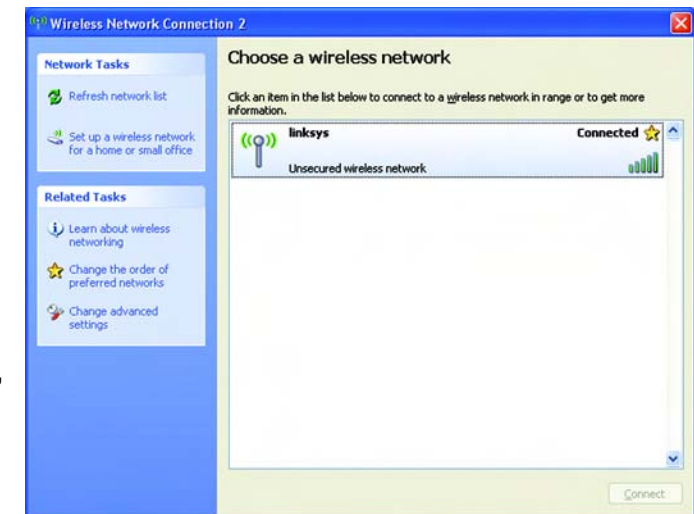 Wireless Network Connection 2
Network Tasks
Refresh network list
Set up a wireless network
for a home or small office
Related Tasks
Learn about wireless
networking
Change the order of
preferred networks
Change advanced
settings
Choose a wireless network
Click an item in the list below to connect to a wireless network in range or to get more
information.
linksys Connected
Unsecured wireless network
Connect